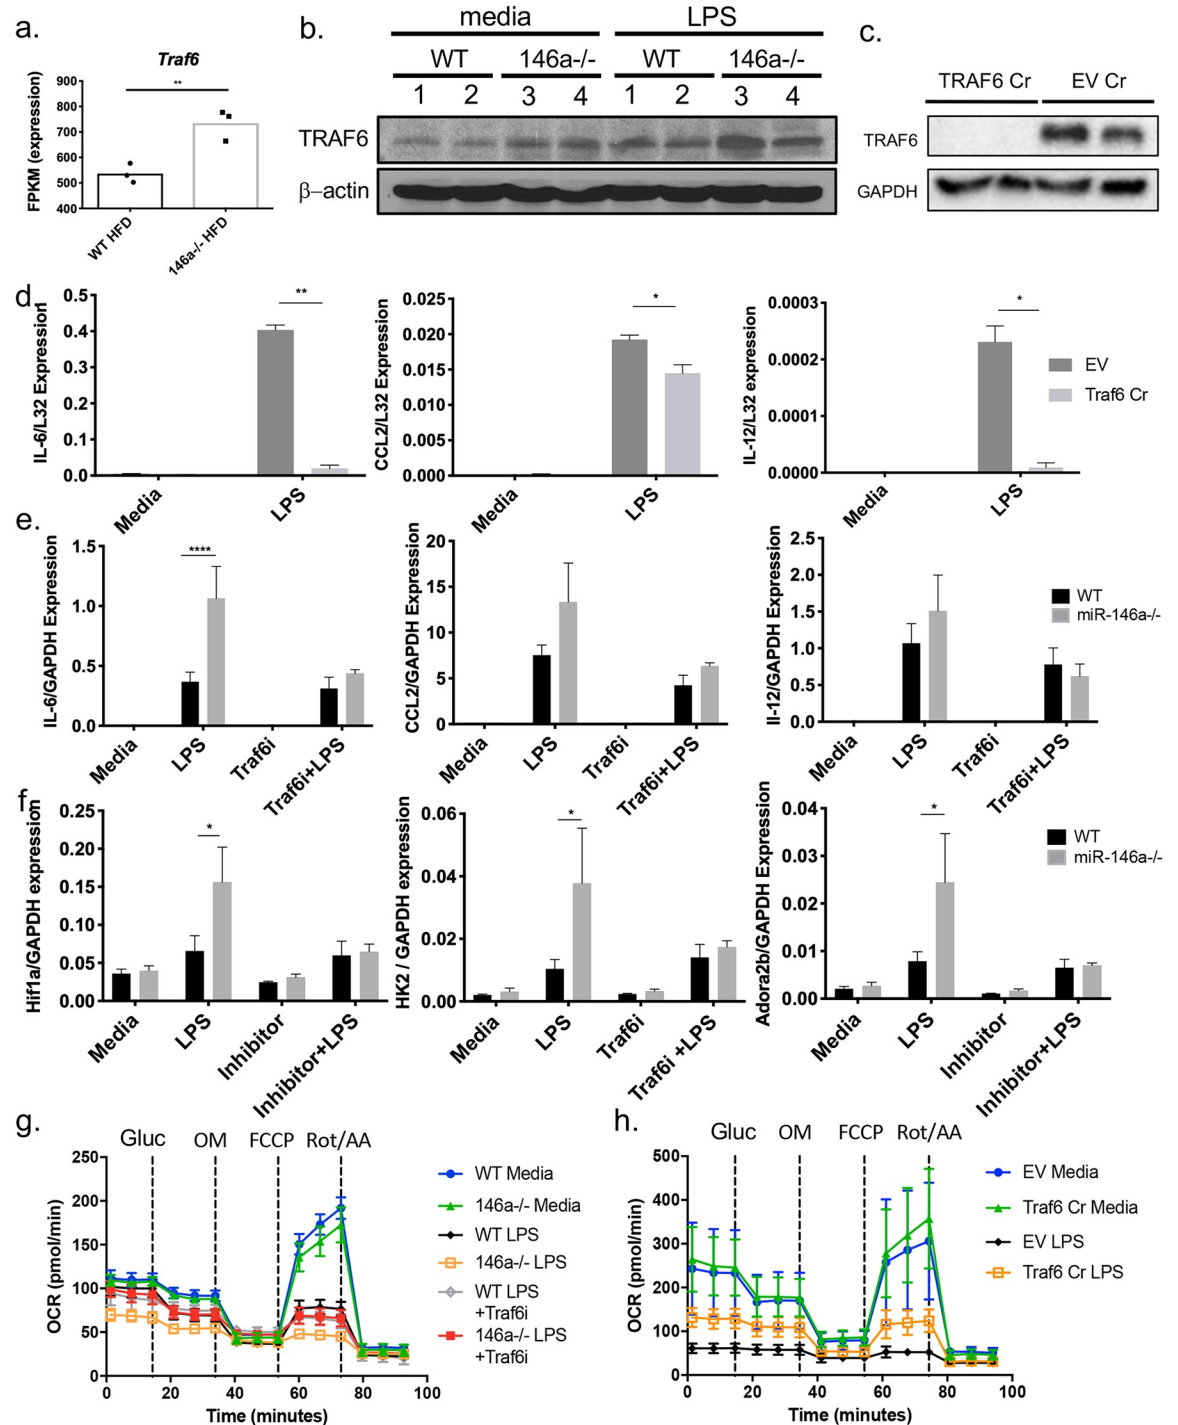 a.
Traf6
**
FPKM (expression)
900
800
700
600
500
400
WT HFD
146a-/- HFD
b.
media
LPS
WT
146a-/-
WT
146a-/-
1 2 3 4 1 2 3 4
TRAF6
β–actin
c.
TRAF6 Cr
EV Cr
TRAF6
GAPDH
d.
IL-6/L32 Expression
0.5
0.4
0.3
0.2
0.1
0.0
**
Media
LPS
CCL2/L32 Expression
0.025
0.020
0.015
0.010
0.005
0.000
*
Media
LPS
IL-12/L32 expression
0.0003
0.0002
0.0001
0.0000
*
Media
LPS
EV
Traf6 Cr
e.
IL-6/GAPDH Expression
1.5
1.0
0.5
0.0
****
Media
LPS
Traf6i
Traf6i+LPS
CCL2/GAPDH Expression
20
15
10
5
0
Media
LPS
Traf6i
Traf6i+LPS
Il-12/GAPDH Expression
2.5
2.0
1.5
1.0
0.5
0.0
Media
LPS
Traf6i
Traf6i+LPS
WT
miR-146a-/-
f.
Hif1a/GAPDH expression
0.25
0.20
0.15
0.10
0.05
0.00
*
Media
LPS
Inhibitor
Inhibitor+LPS
HK2 / GAPDH expression
0.06
0.04
0.02
0.00
*
Media
LPS
Traf6i
Traf6i +LPS
Adora2b/GAPDH Expression
0.04
0.03
0.02
0.01
0.00
*
Media
LPS
Inhibitor
Inhibitor+LPS
WT
miR-146a-/-
g.
Gluc OM FCCP Rot/AA
OCR (pmol/min)
250
200
150
100
50
0
0 20 40 60 80 100
Time (minutes)
WT Media
146a-/- Media
WT LPS
146a-/- LPS
WT LPS
+Traf6i
146a-/- LPS
+Traf6i
h.
Gluc OM FCCP Rot/AA
OCR (pmol/min)
500
400
300
200
100
0
0 20 40 60 80 100
Time (minutes)
EV Media
Traf6 Cr Media
EV LPS
Traf6 Cr LPS